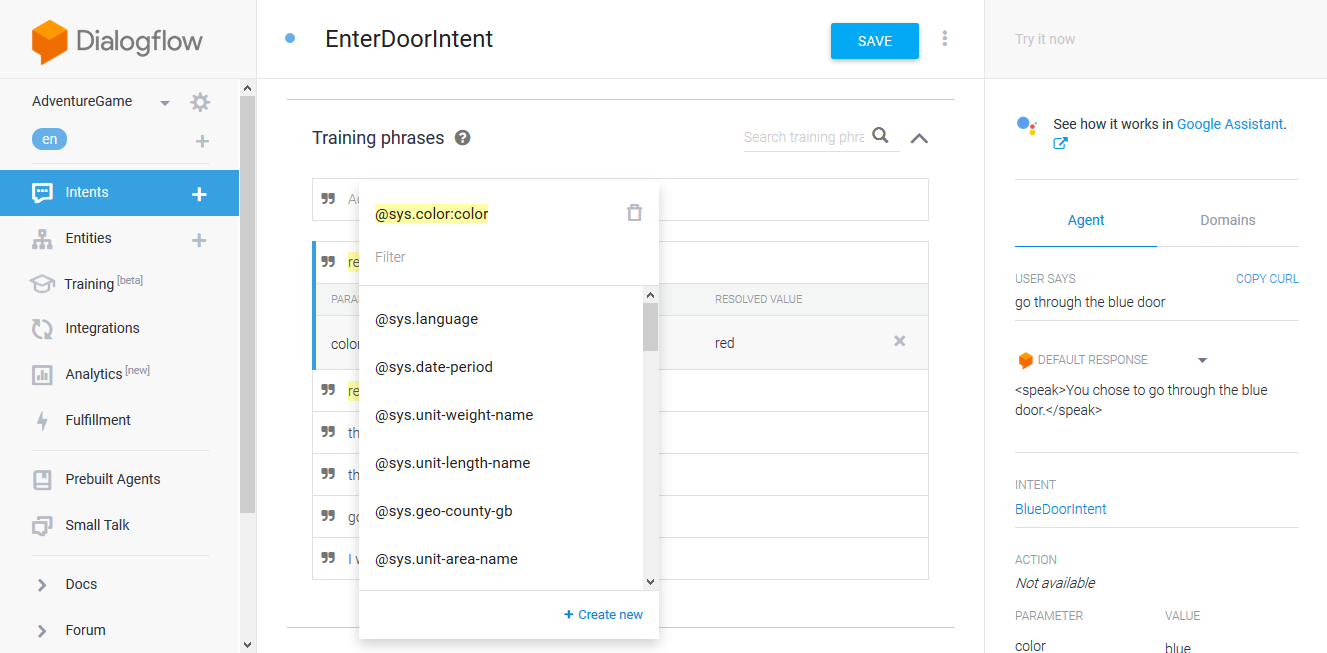 Dialogflow
EnterDoorIntent
SAVE
Try it now
AdventureGame
en
Intents
Entities
Training [beta]
Integrations
Analytics [new]
Fulfillment
Prebuilt Agents
Small Talk
Docs
Forum
Training phrases
Search training phra
@sys.color:color
Filter
@sys.language
@sys.date-period
@sys.unit-weight-name
@sys.unit-length-name
@sys.geo-county-gb
@sys.unit-area-name
+ Create new
re
PARA
RESOLVED VALUE
color
red
re
th
th
go
I w
See how it works in Google Assistant.
Agent
Domains
USER SAYS
COPY CURL
go through the blue door
DEFAULT RESPONSE
<speak>You chose to go through the blue
door.</speak>
INTENT
BlueDoorIntent
ACTION
Not available
PARAMETER
VALUE
color
blue